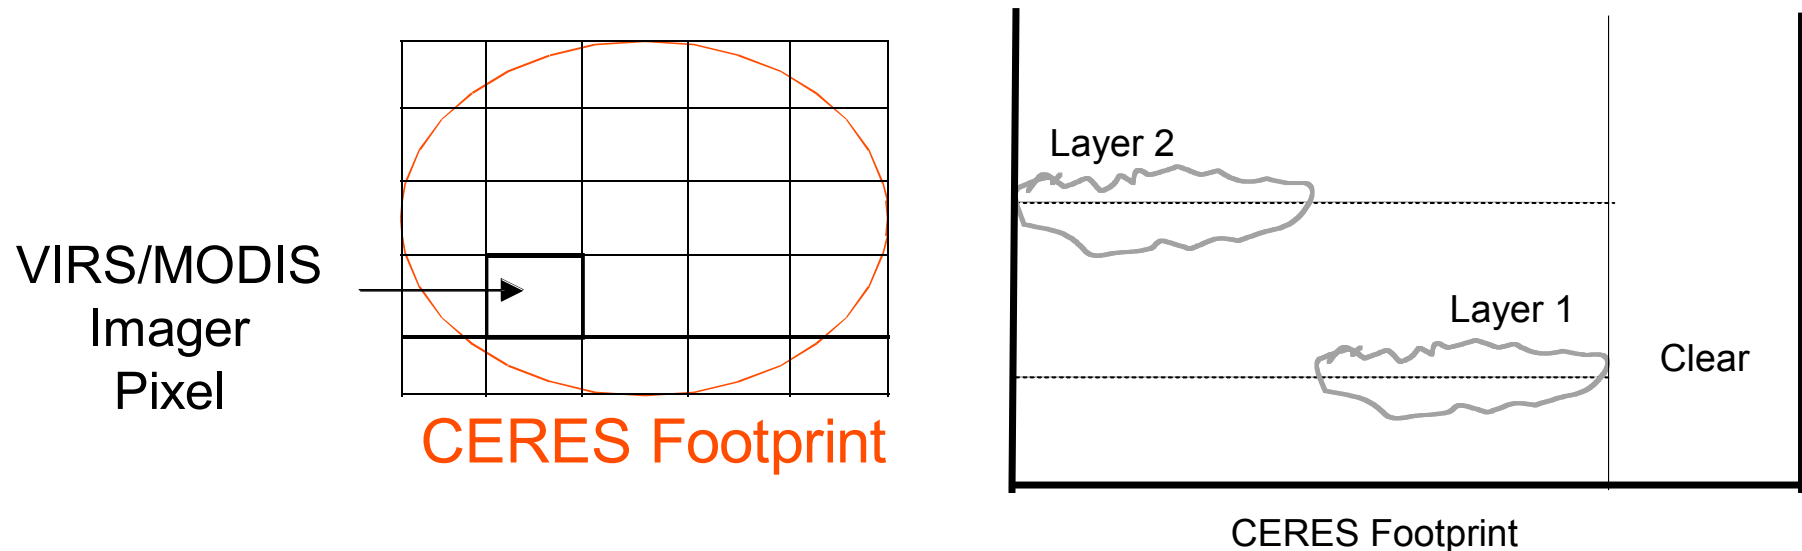 VIRS/MODIS
Imager
Pixel
CERES Footprint
Layer 2
Layer 1
Clear
CERES Footprint